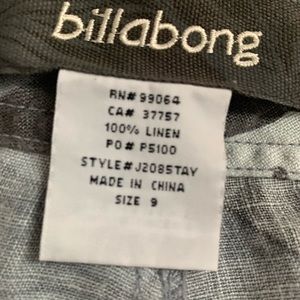 billabong
RN# 99064
CA# 37757
100% LINEN
PO# P5100
STYLE#J2085TAY
MADE IN CHINA
SIZE 9